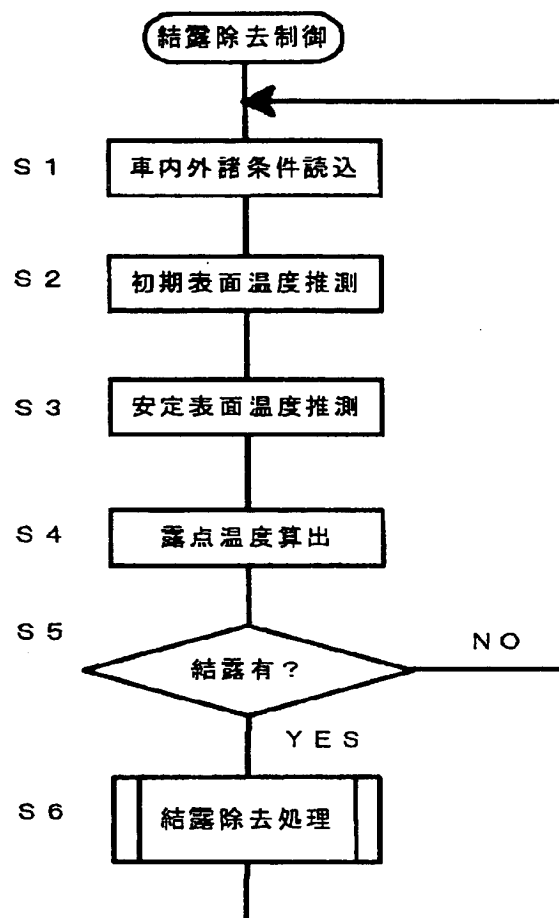 結露除去制御
S1 車内外諸条件読込
S2 初期表面温度推測
S3 安定表面温度推測
S4 露点温度算出
S5 結露有?
NO
YES
S6 結露除去処理